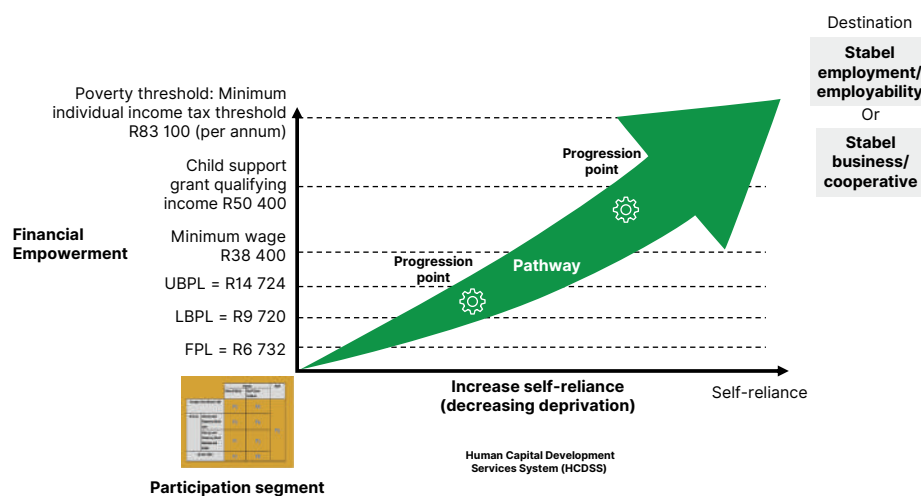 Destination
Stabel
employment/
employability
Or
Stabel
business/
cooperative
Poverty threshold: Minimum
individual income tax threshold
R83 100 (per annum)
Child support
grant qualifying
income R50 400
Financial
Empowerment
Minimum wage
R38 400
UBPL = R14 724
LBPL = R9 720
FPL = R6 732
Progression
point
Progression
point
Pathway
Increase self-reliance
(decreasing deprivation)
Self-reliance
Human Capital Development
Services System (HCDSS)
Participation segment